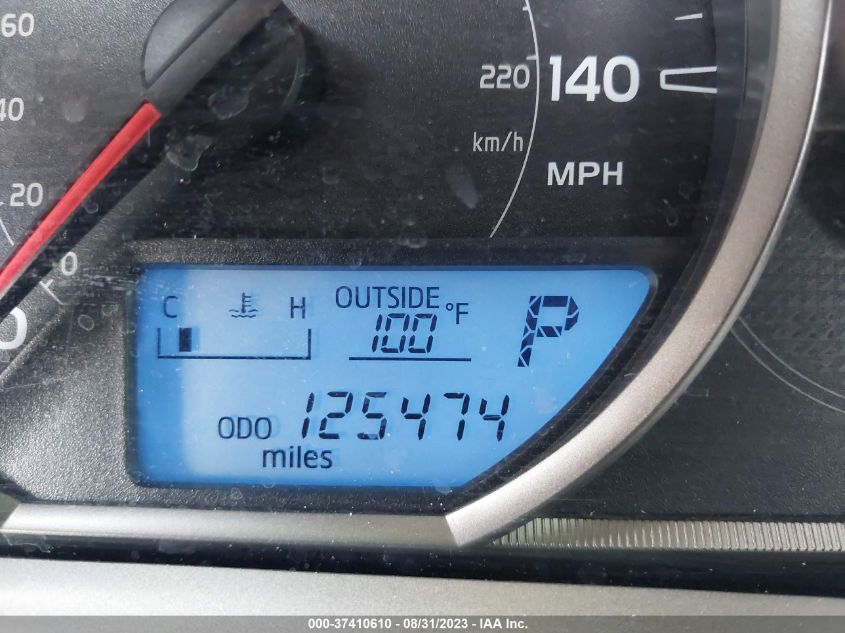 60
40
20
0
0
220
140
km/h
MPH
C
H
OUTSIDE
100 °F
P
ODO 125474
miles
000-37410610 - 08/31/2023 - IAA Inc.